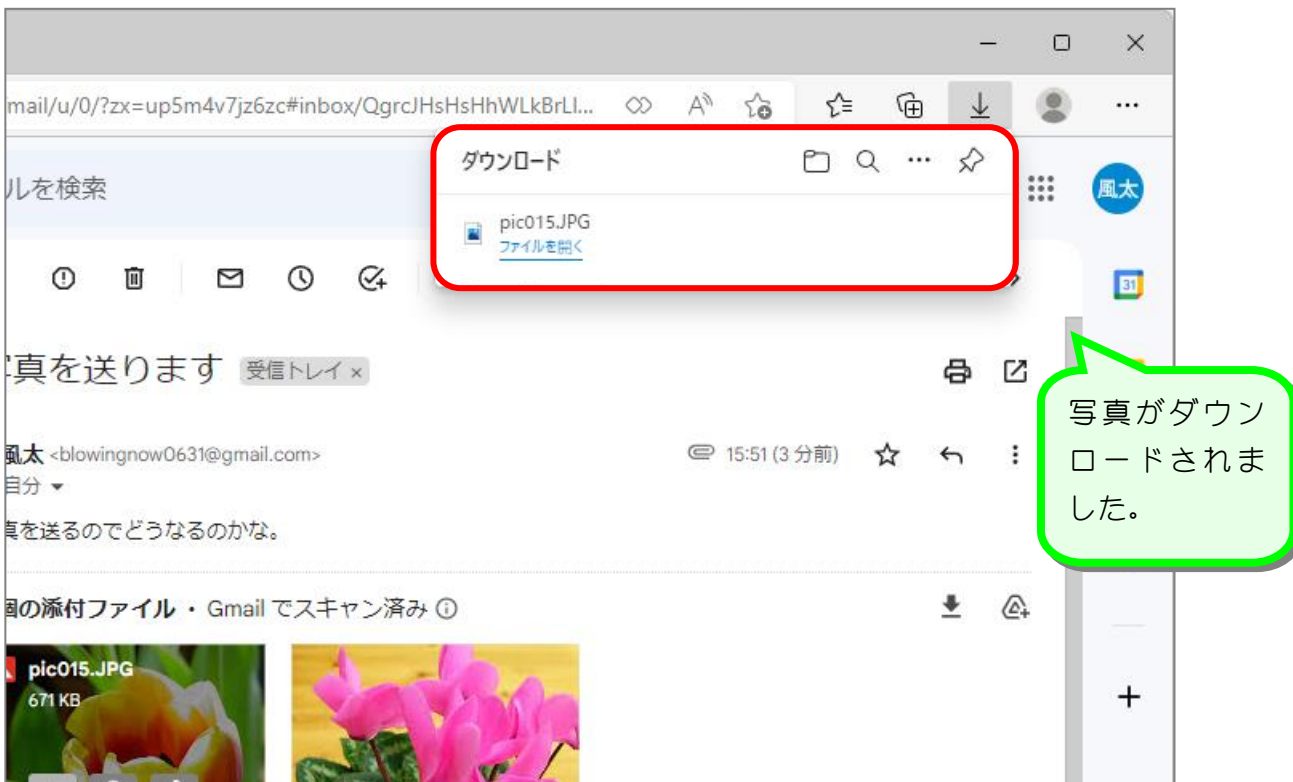 mail/u/0/?zx=up5m4v7jz6zc#inbox/QgrcJHsHsHhWLkBrLI...
ダウンロード
ルを検索
風太
pic015.JPG
ファイルを開く
31
真を送ります 受信トレイ ×
風太 <blowingnow0631@gmail.com>
15:51 (3 分前)
自分
写真がダウン
ロードされま
した。
真を送るのでどうなるのかな。
個の添付ファイル・Gmail でスキャン済み
pic015.JPG
671 KB